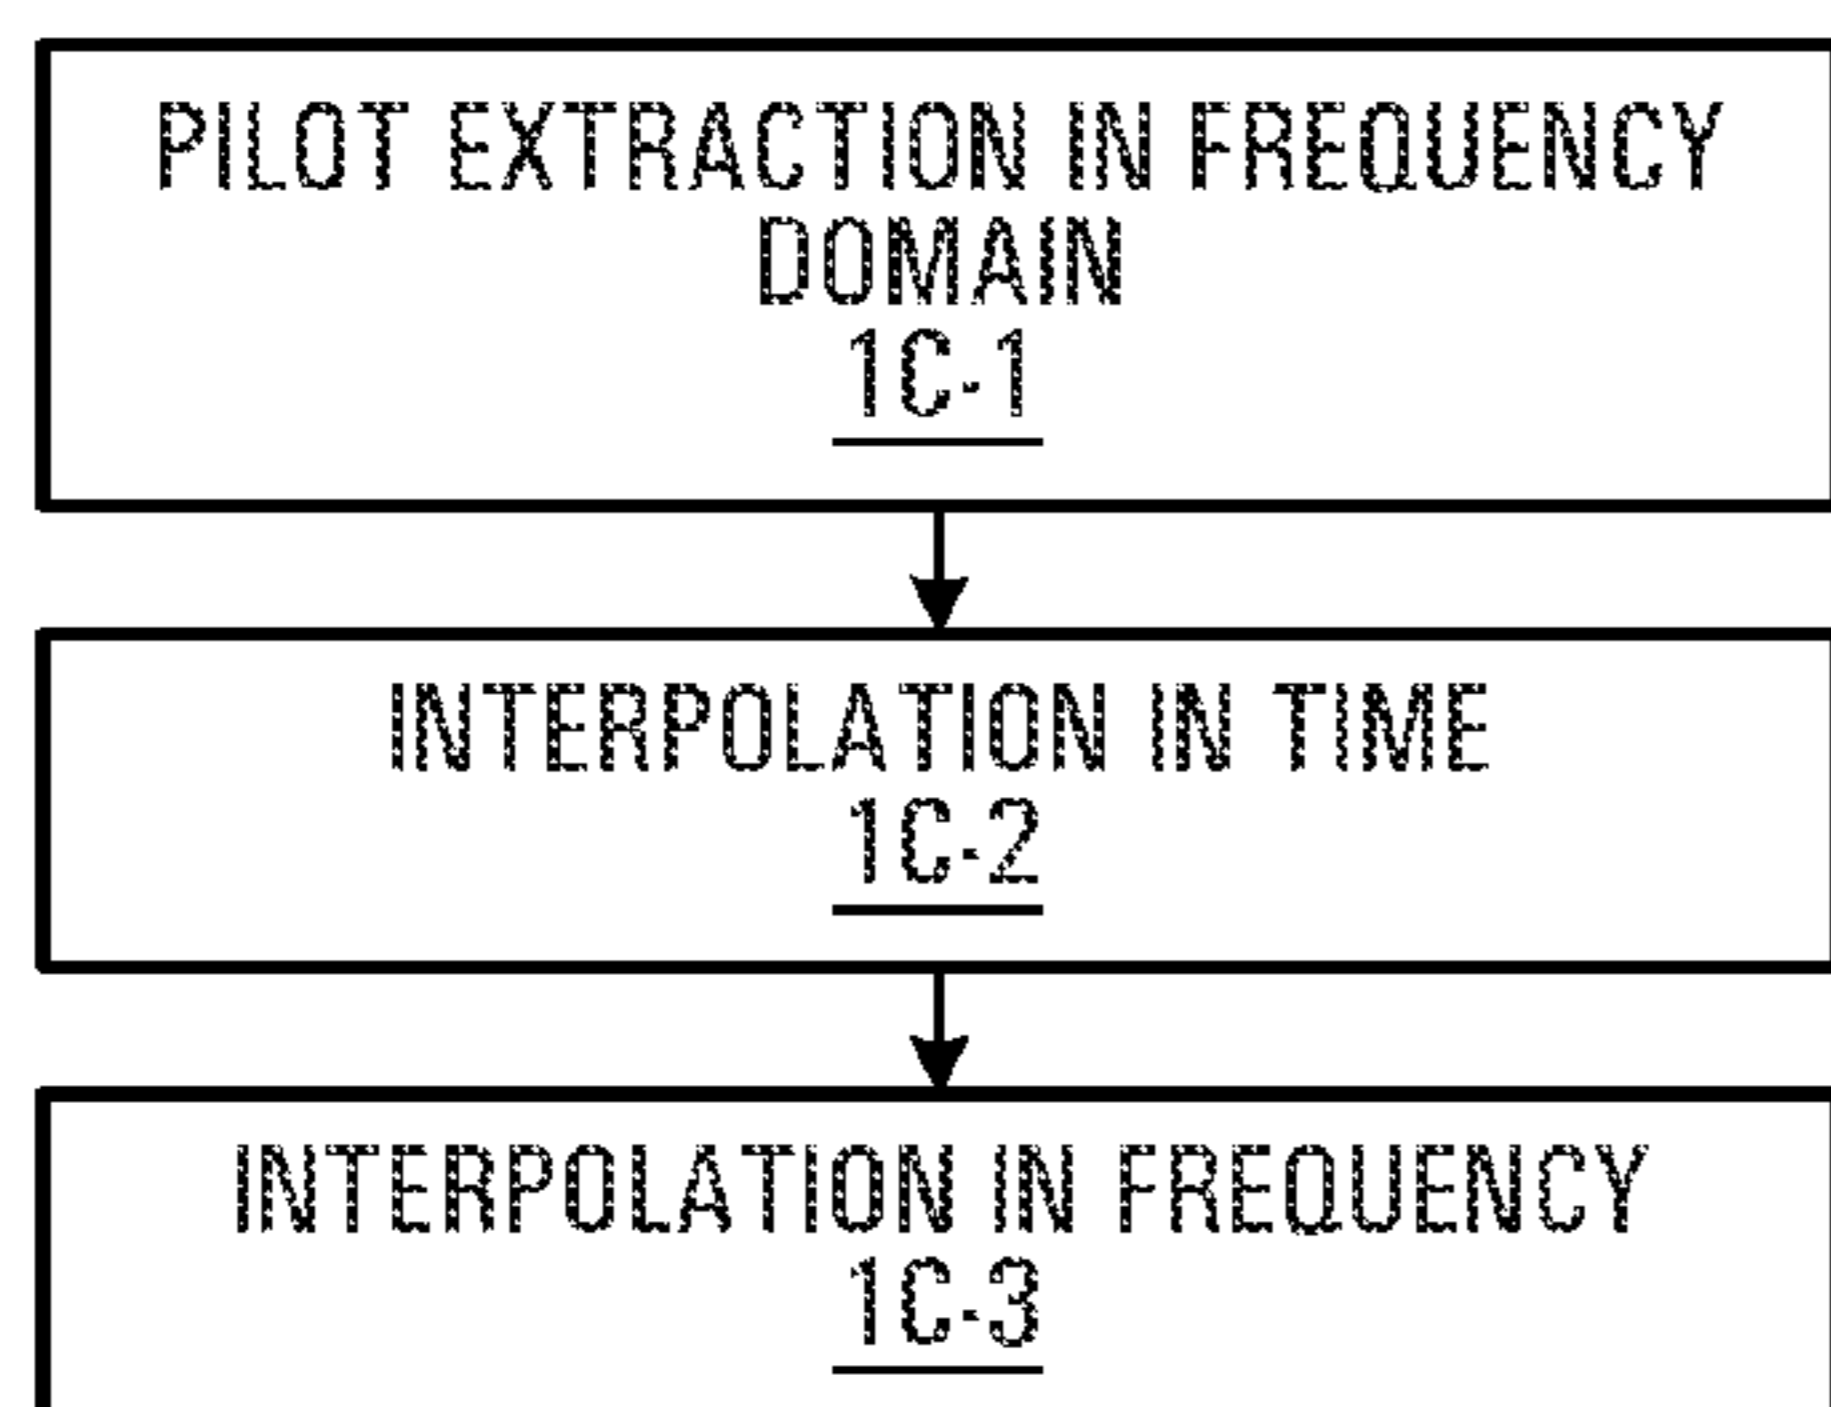 PILOT EXTRACTION IN FREQUENCY
DOMAIN
1C-1
INTERPOLATION IN TIME
1C-2
INTERPOLATION IN FREQUENCY
1C-3